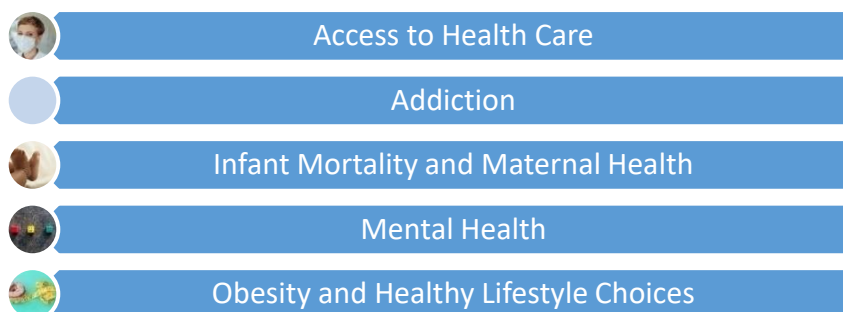 Access to Health Care
Addiction
Infant Mortality and Maternal Health
Mental Health
Obesity and Healthy Lifestyle Choices